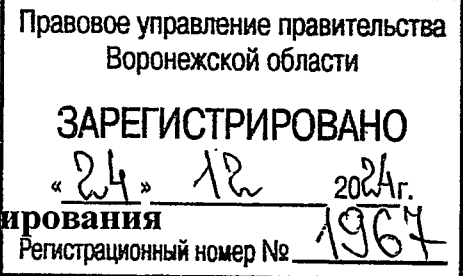 Правовое управление правительства
Воронежской области
ЗАРЕГИСТРИРОВАНО
« 24 » 12 2024г.
ирования
Регистрационный номер № 1967